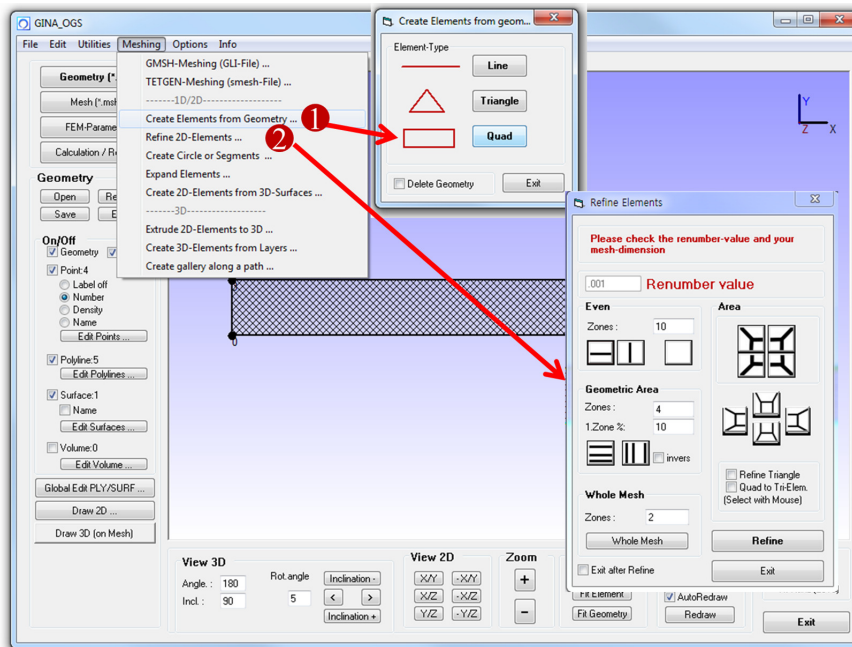 GINA_OGS
File Edit Utilities Meshing Options Info
Geometry (*.
Mesh (*.msh
FEM-Parame
Calculation / R
Geometry
Open Re
Save E
On/Off
Geometry
Point:4
Label off
Number
Density
Name
Edit Points ...
Polyline:5
Edit Polylines ...
Surface:1
Name
Edit Surfaces ...
Volume:0
Edit Volume ...
Global Edit PLY/SURF ...
Draw 2D ...
Draw 3D (on Mesh)
GMSH-Meshing (GLI-File) ...
TETGEN-Meshing (smesh-File) ...
-------1D/2D-------------------
Create Elements from Geometry ...
Refine 2D-Elements ...
Create Circle or Segments ...
Expand Elements ...
Create 2D-Elements from 3D-Surfaces ...
-------3D-------------------
Extrude 2D-Elements to 3D ...
Create 3D-Elements from Layers ...
Create gallery along a path ...
1
2
Create Elements from geom...
Element-Type
Line
Triangle
Quad
Delete Geometry
Exit
Y
Z X
0
Refine Elements
Please check the renumber-value and your
mesh-dimension
.001 Renumber value
Even
Zones : 10
Geometric Area
Zones : 4
1.Zone %: 10
invers
Whole Mesh
Zones : 2
Whole Mesh
Exit after Refine
Area
Refine Triangle
Quad to Tri-Elem.
(Select with Mouse)
Refine
Exit
View 3D
Angle. : 180
Incl. : 90
Rot.angle
5
Inclination -
< >
Inclination +
View 2D
X/Y -X/Y
X/Z -X/Z
Y/Z -Y/Z
Zoom
+
-
Fit Element
Fit Geometry
AutoRedraw
Redraw
Exit